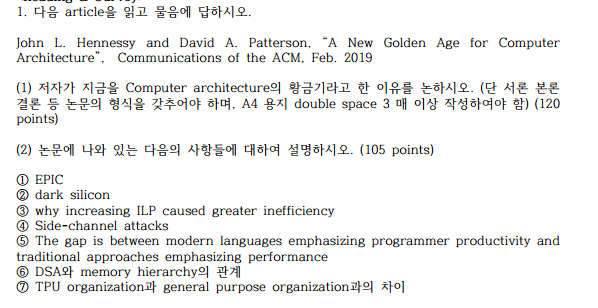 1. 다음 article을 읽고 물음에 답하시오.
John L. Hennessy and David A. Patterson, “A New Golden Age for Computer
Architecture”, Communications of the ACM, Feb. 2019
(1) 저자가 지금을 Computer architecture의 황금기라고 한 이유를 논하시오. (단 서론 본론
결론 등 논문의 형식을 갖추어야 하며, A4 용지 double space 3 매 이상 작성하여야 함) (120
points)
(2) 논문에 나와 있는 다음의 사항들에 대하여 설명하시오. (105 points)
① EPIC
② dark silicon
③ why increasing ILP caused greater inefficiency
④ Side-channel attacks
⑤ The gap is between modern languages emphasizing programmer productivity and
traditional approaches emphasizing performance
⑥ DSA와 memory hierarchy의 관계
⑦ TPU organization과 general purpose organization과의 차이